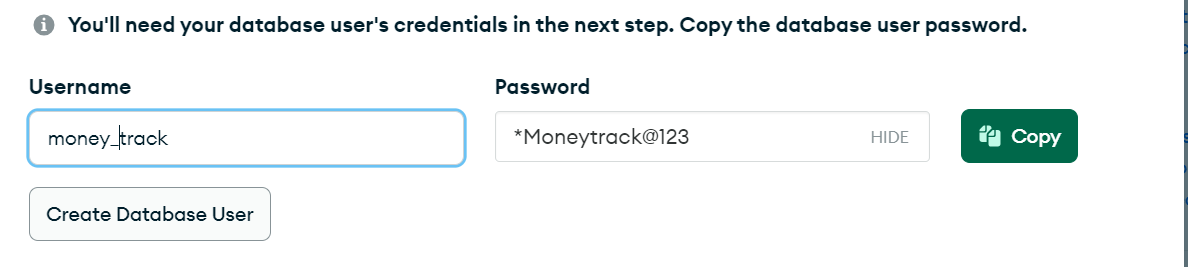 You'll need your database user's credentials in the next step. Copy the database user password.
Username
Password
money_track
*Moneytrack@123
HIDE
Copy
Create Database User